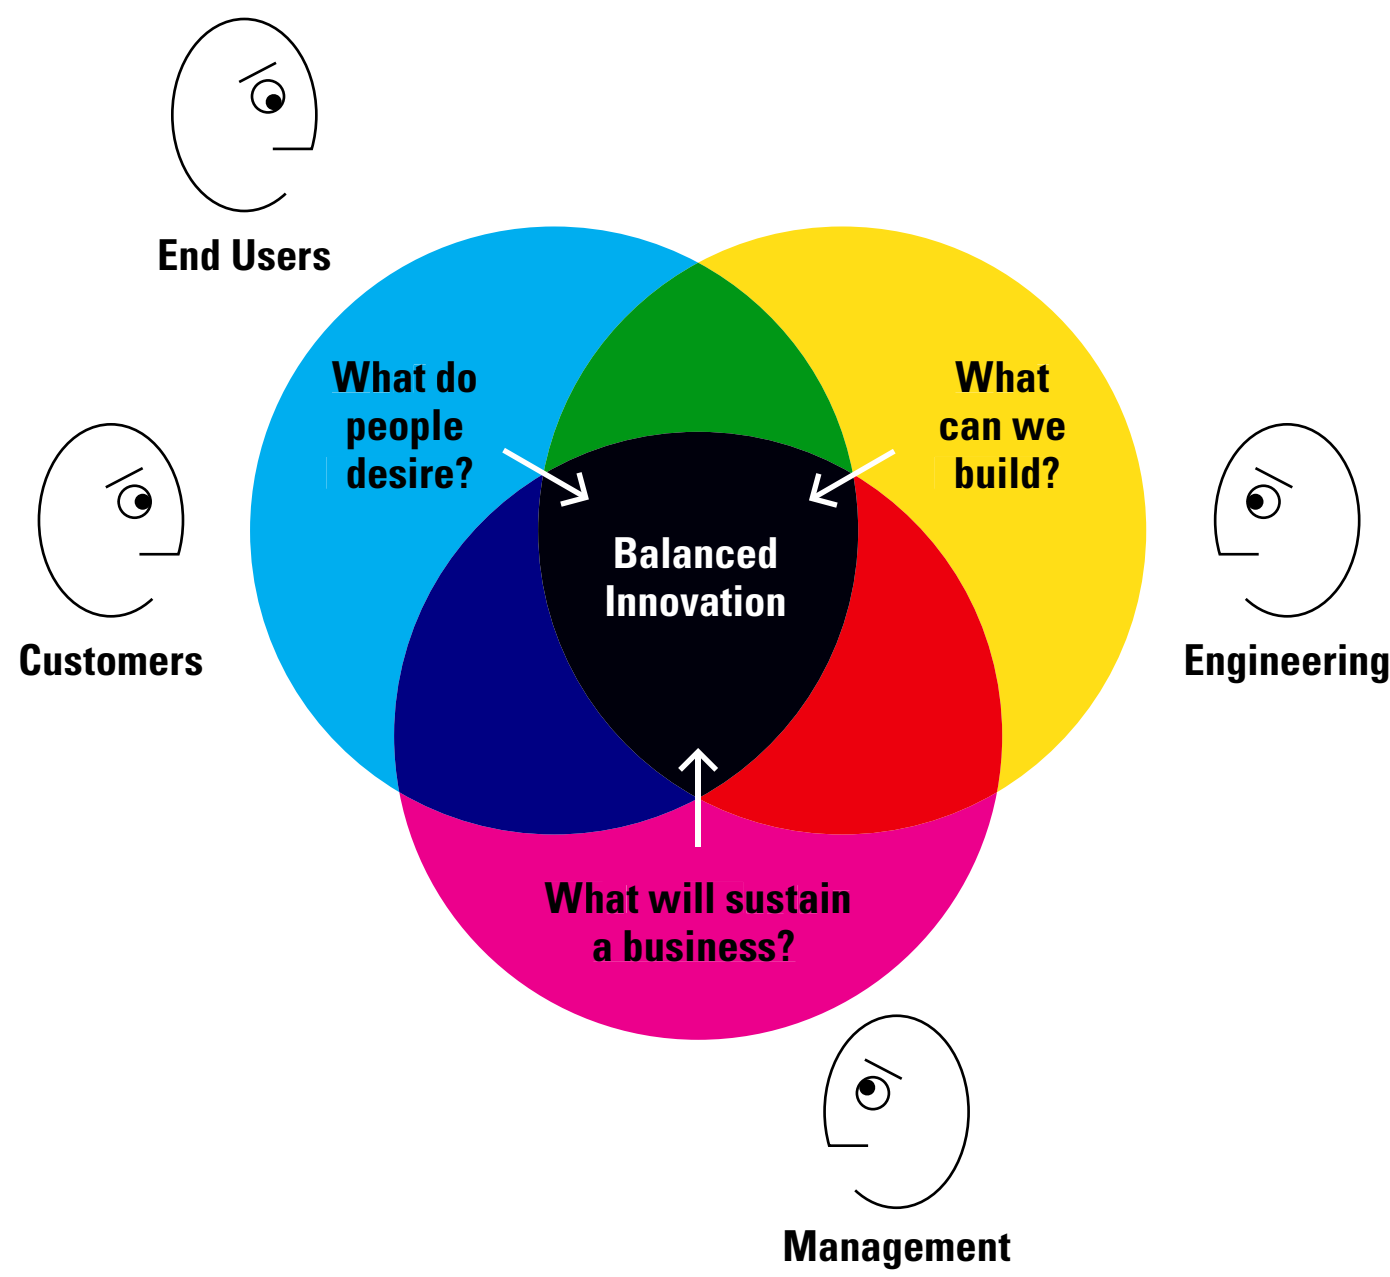 End Users
What do
people
desire?
What
can we
build?
Balanced
Innovation
Customers
Engineering
What will sustain
a business?
Management